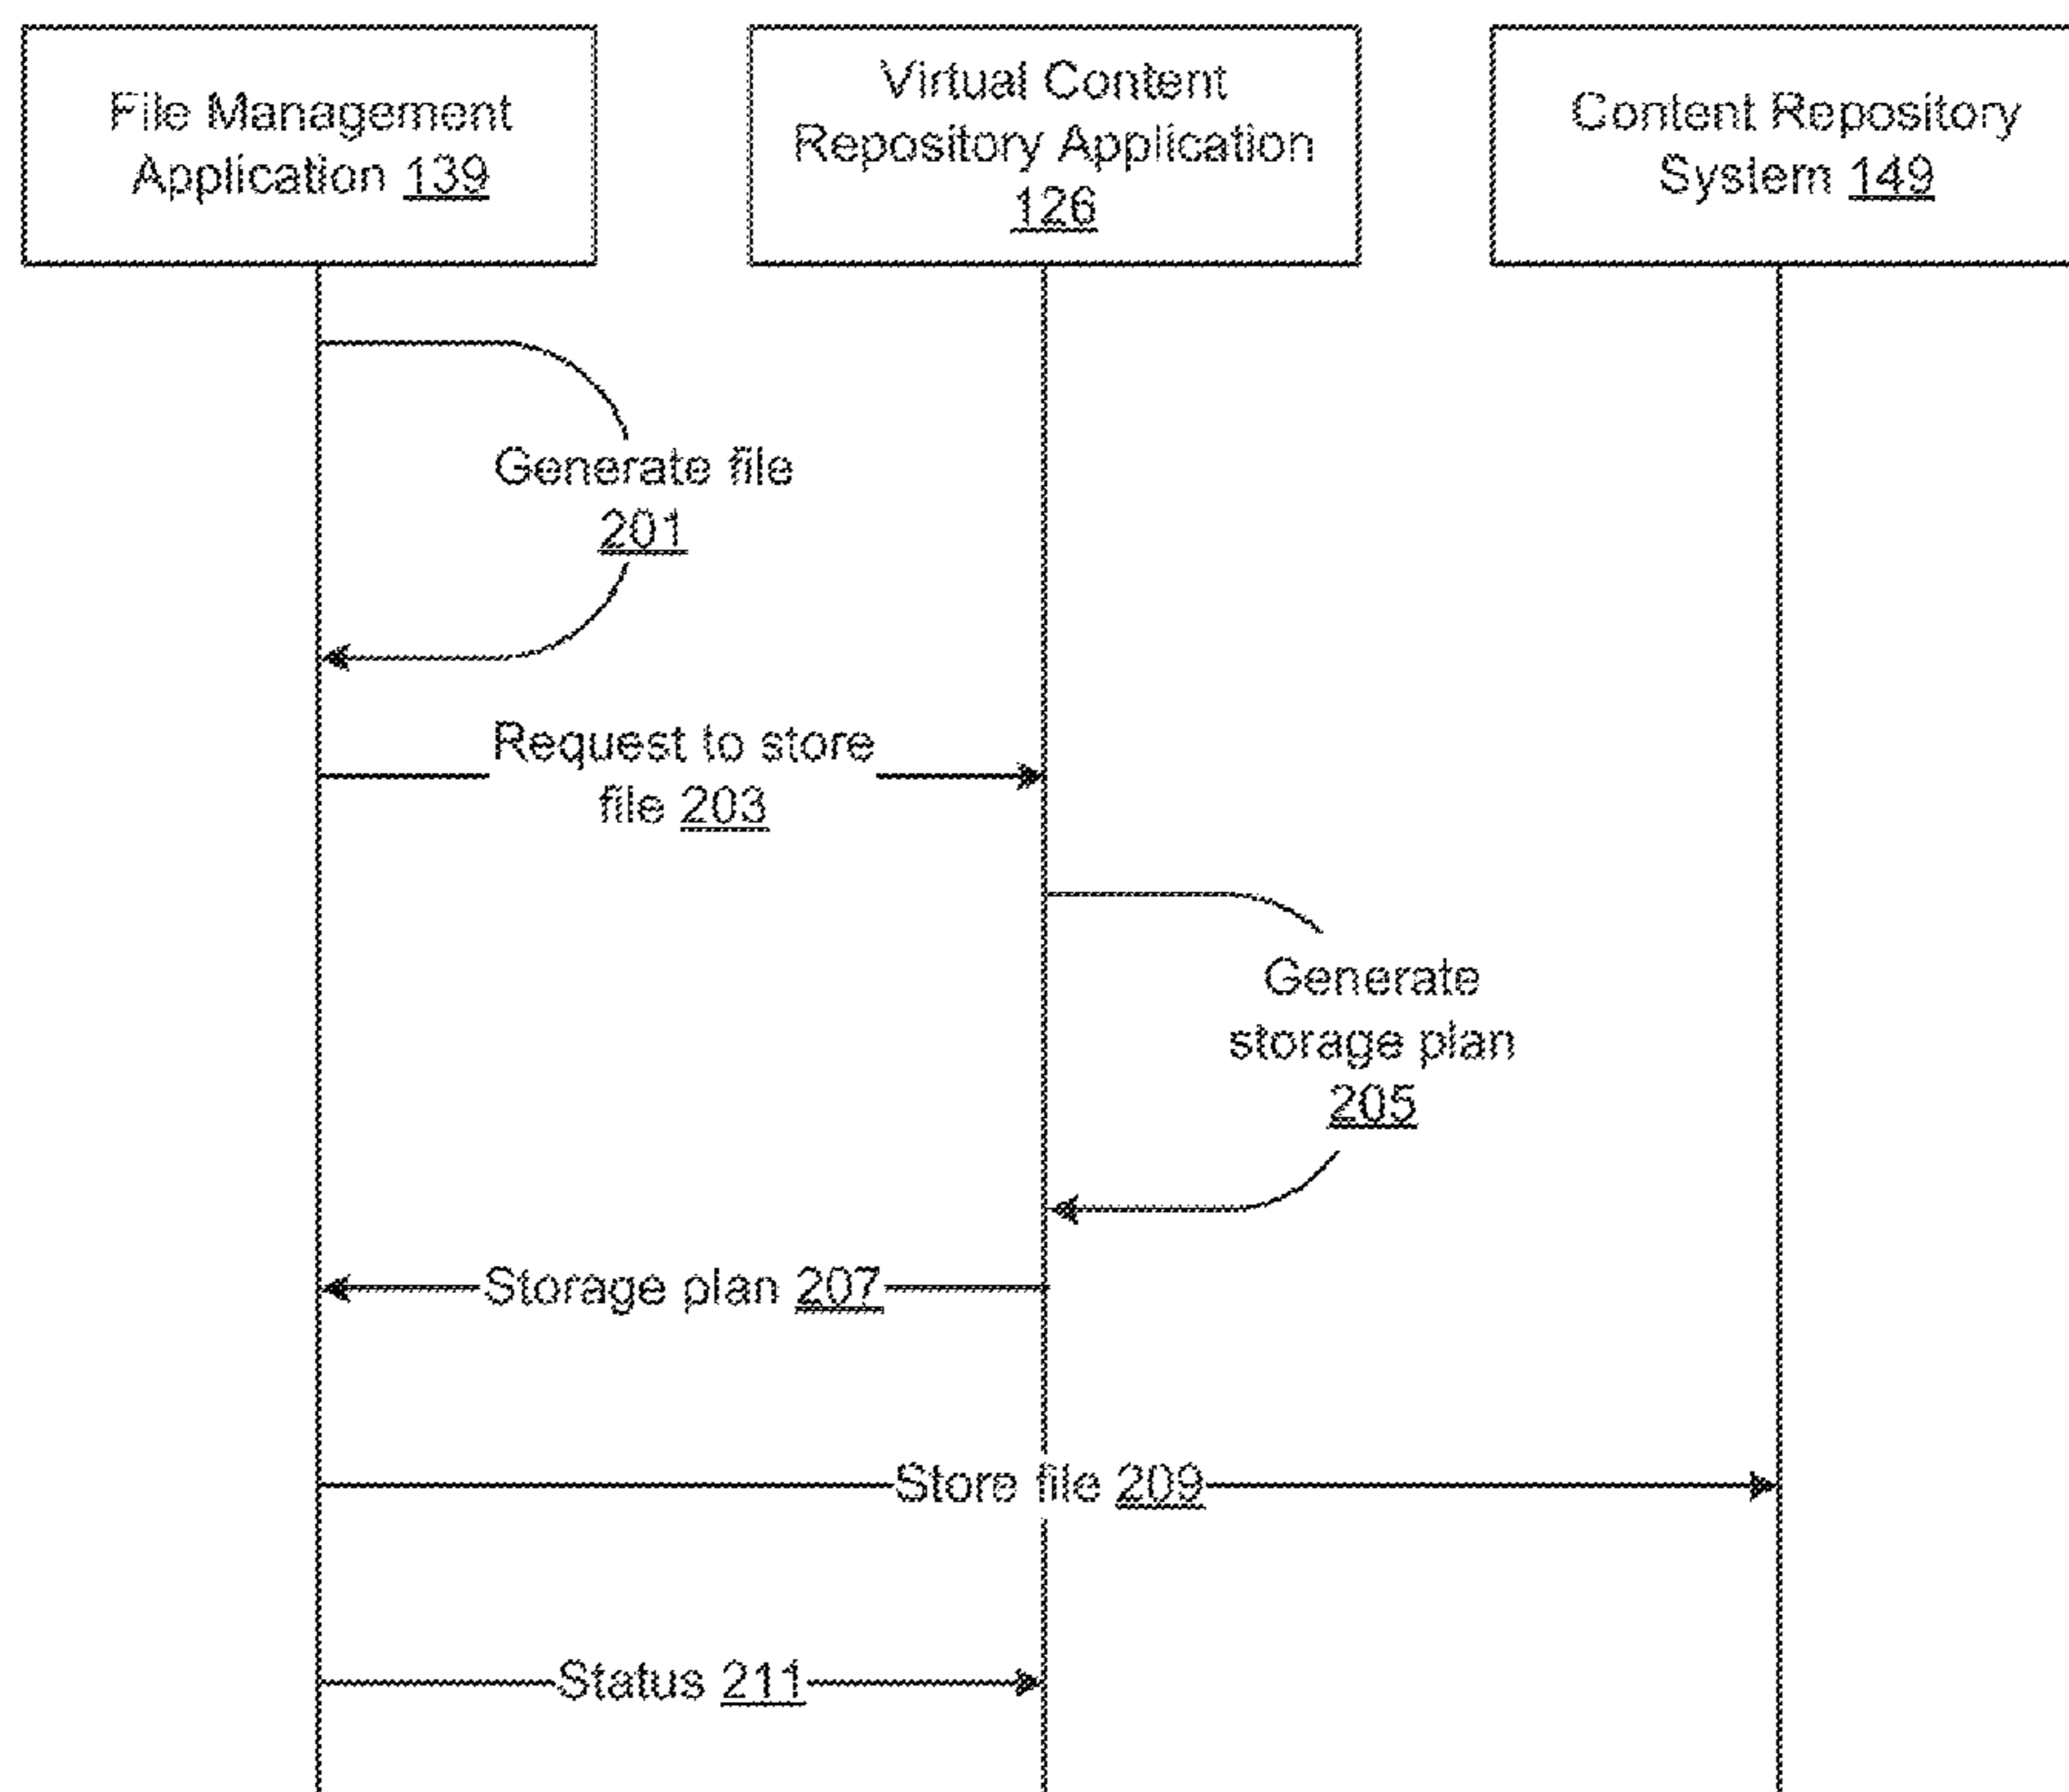 File Management
Application 139
Virtual Content
Repository Application
126
Content Repository
System 149
Generate file
201
Request to store
file 203
Generate
storage plan
205
Storage plan 207
Store file 209
Status 211